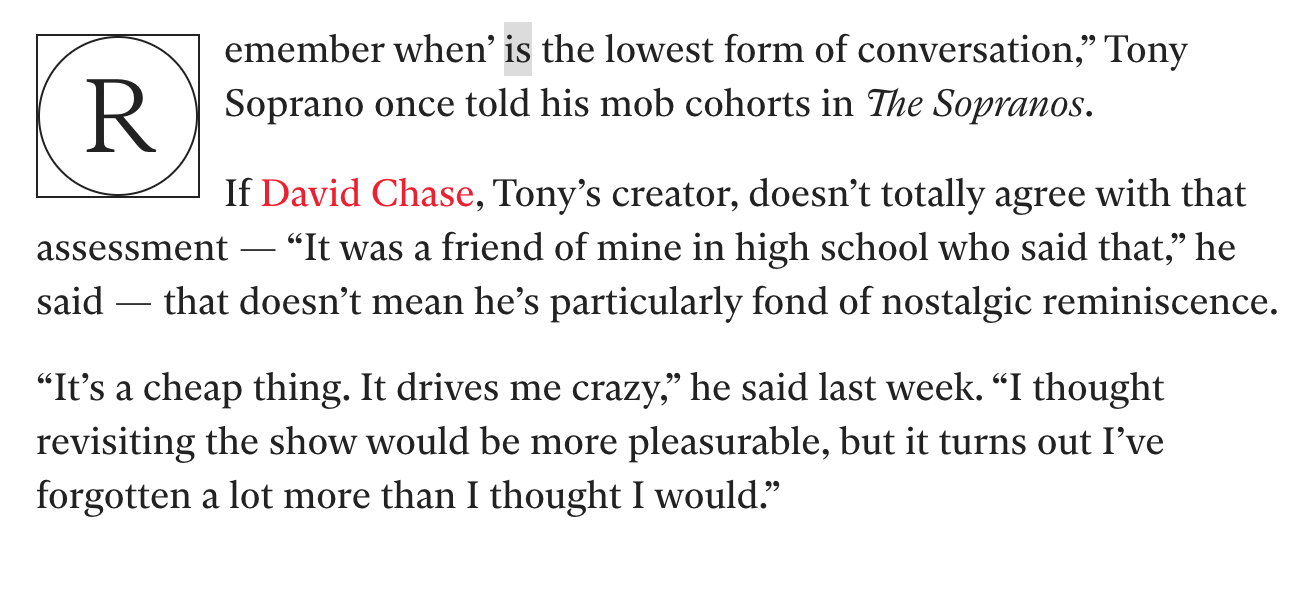 Remember when’ is the lowest form of conversation,” Tony
Soprano once told his mob cohorts in The Sopranos.
If David Chase, Tony’s creator, doesn’t totally agree with that
assessment — “It was a friend of mine in high school who said that,” he
said — that doesn’t mean he’s particularly fond of nostalgic reminiscence.
“It’s a cheap thing. It drives me crazy,” he said last week. “I thought
revisiting the show would be more pleasurable, but it turns out I’ve
forgotten a lot more than I thought I would.”